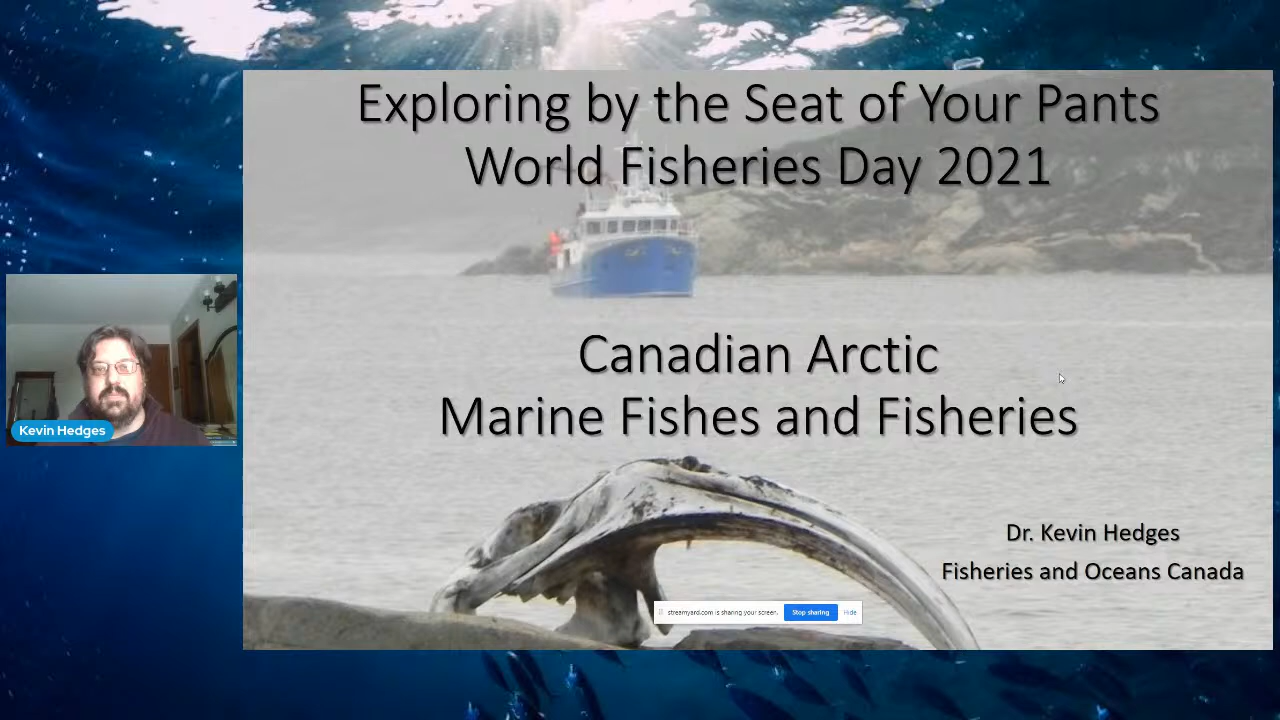 Exploring by the Seat of Your Pants
World Fisheries Day 2021
Canadian Arctic
Marine Fishes and Fisheries
Kevin Hedges
Dr. Kevin Hedges
Fisheries and Oceans Canada
streamyard.com is sharing your screen. Stop sharing Hide